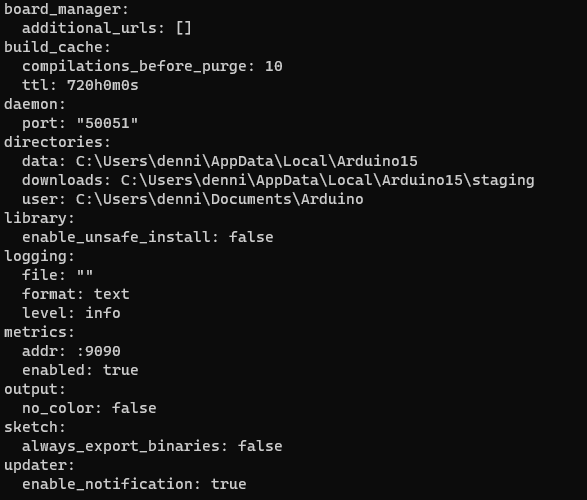 board_manager:
  additional_urls: []
build_cache:
  compilations_before_purge: 10
  ttl: 720h0m0s
daemon:
  port: "50051"
directories:
  data: C:\Users\denni\AppData\Local\Arduino15
  downloads: C:\Users\denni\AppData\Local\Arduino15\staging
  user: C:\Users\denni\Documents\Arduino
library:
  enable_unsafe_install: false
logging:
  file: ""
  format: text
  level: info
metrics:
  addr: :9090
  enabled: true
output:
  no_color: false
sketch:
  always_export_binaries: false
updater:
  enable_notification: true